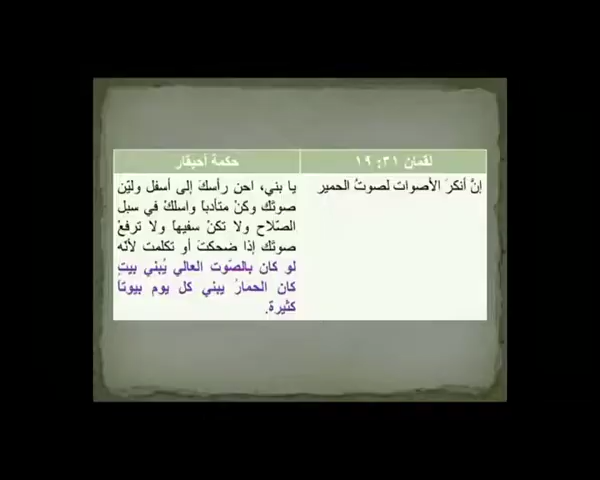 لقمان ٣١: ١٩
حكمة أحيقار
إنَّ أنكرَ الأصوات لصوتُ الحمير
يا بني، احن رأسكَ إلى أسفل وليّن
صوتكَ وكنْ متأدباً واسلكْ في سبل
الصّلاح ولا تكنْ سفيهاً ولا ترفعْ
صوتك إذا ضحكتَ أو تكلمت لأنه
لو كان بالصّوت العالي يُبني بيتٍ
كان الحمارُ يبني كل يوم بيوتاً
كثيرة.